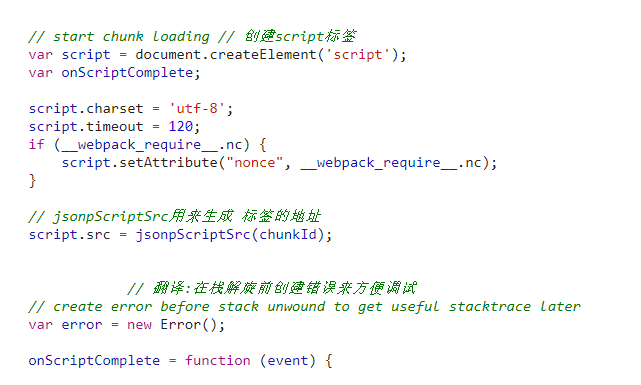 // start chunk loading // 创建script标签
var script = document.createElement('script');
var onScriptComplete;
script.charset = 'utf-8';
script.timeout = 120;
if (__webpack_require__.nc) {
    script.setAttribute("nonce", __webpack_require__.nc);
}
// jsonpScriptSrc用来生成 标签的地址
script.src = jsonpScriptSrc(chunkId);
// 翻译:在栈解旋前创建错误来方便调试
// create error before stack unwound to get useful stacktrace later
var error = new Error();
onScriptComplete = function (event) {